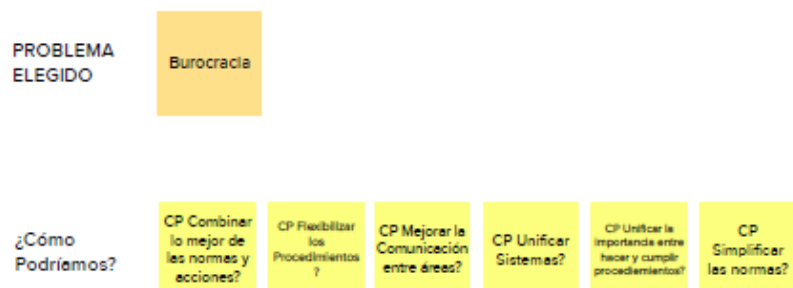 PROBLEMA
ELEGIDO
Burocracia
¿Cómo
Podríamos?
CP Combinar
lo mejor de
las normas y
acciones?
CP Flexibilizar
los
Procedimientos
?
CP Mejorar la
Comunicación
entre áreas?
CP Unificar
Sistemas?
CP Unificar la
importancia entre
hacer y cumplir
procedimientos?
CP
Simplificar
las normas?